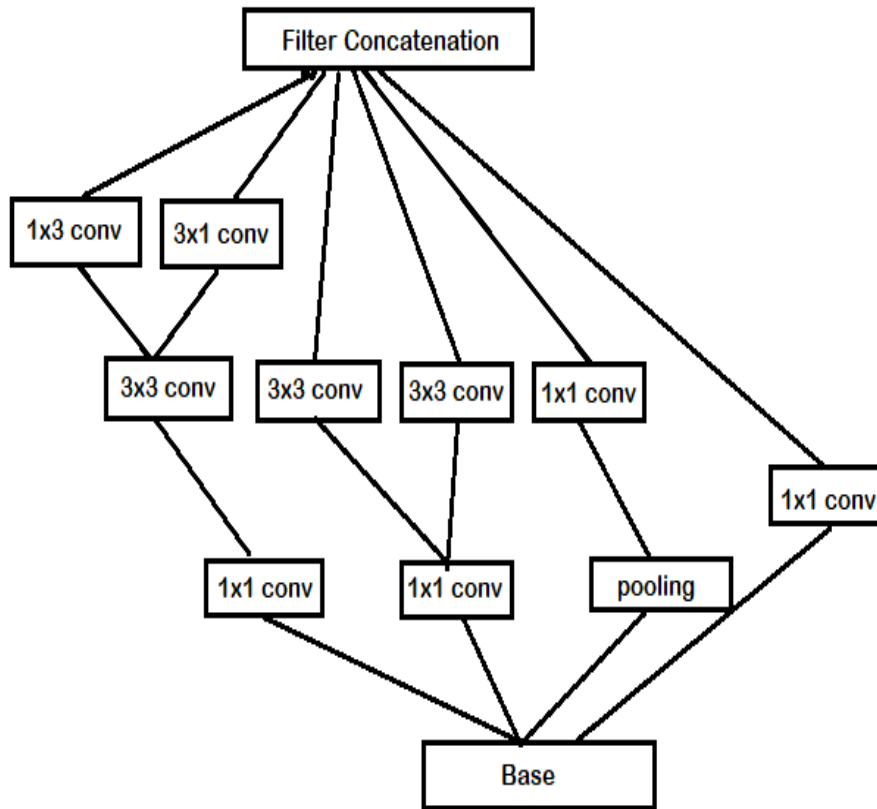 Filter Concatenation
1x3 conv
3x1 conv
3x3 conv
3x3 conv
3x3 conv
1x1 conv
1x1 conv
1x1 conv
1x1 conv
pooling
Base